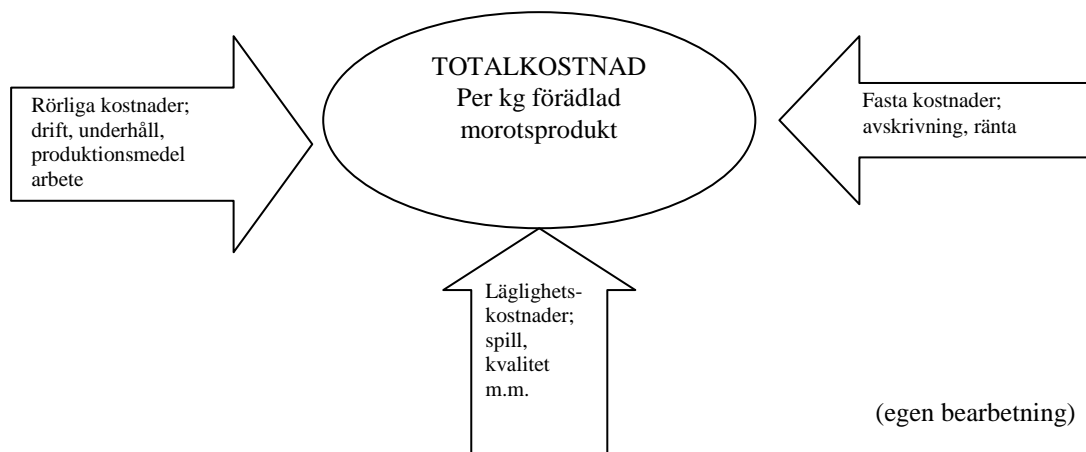 TOTALKOSTNAD
Per kg förädlad
morotsprodukt
Rörliga kostnader;
drift, underhåll,
produktionsmedel
arbete
Fasta kostnader;
avskrivning, ränta
Läglighets-
kostnader;
spill,
kvalitet
m.m.
(egen bearbetning)